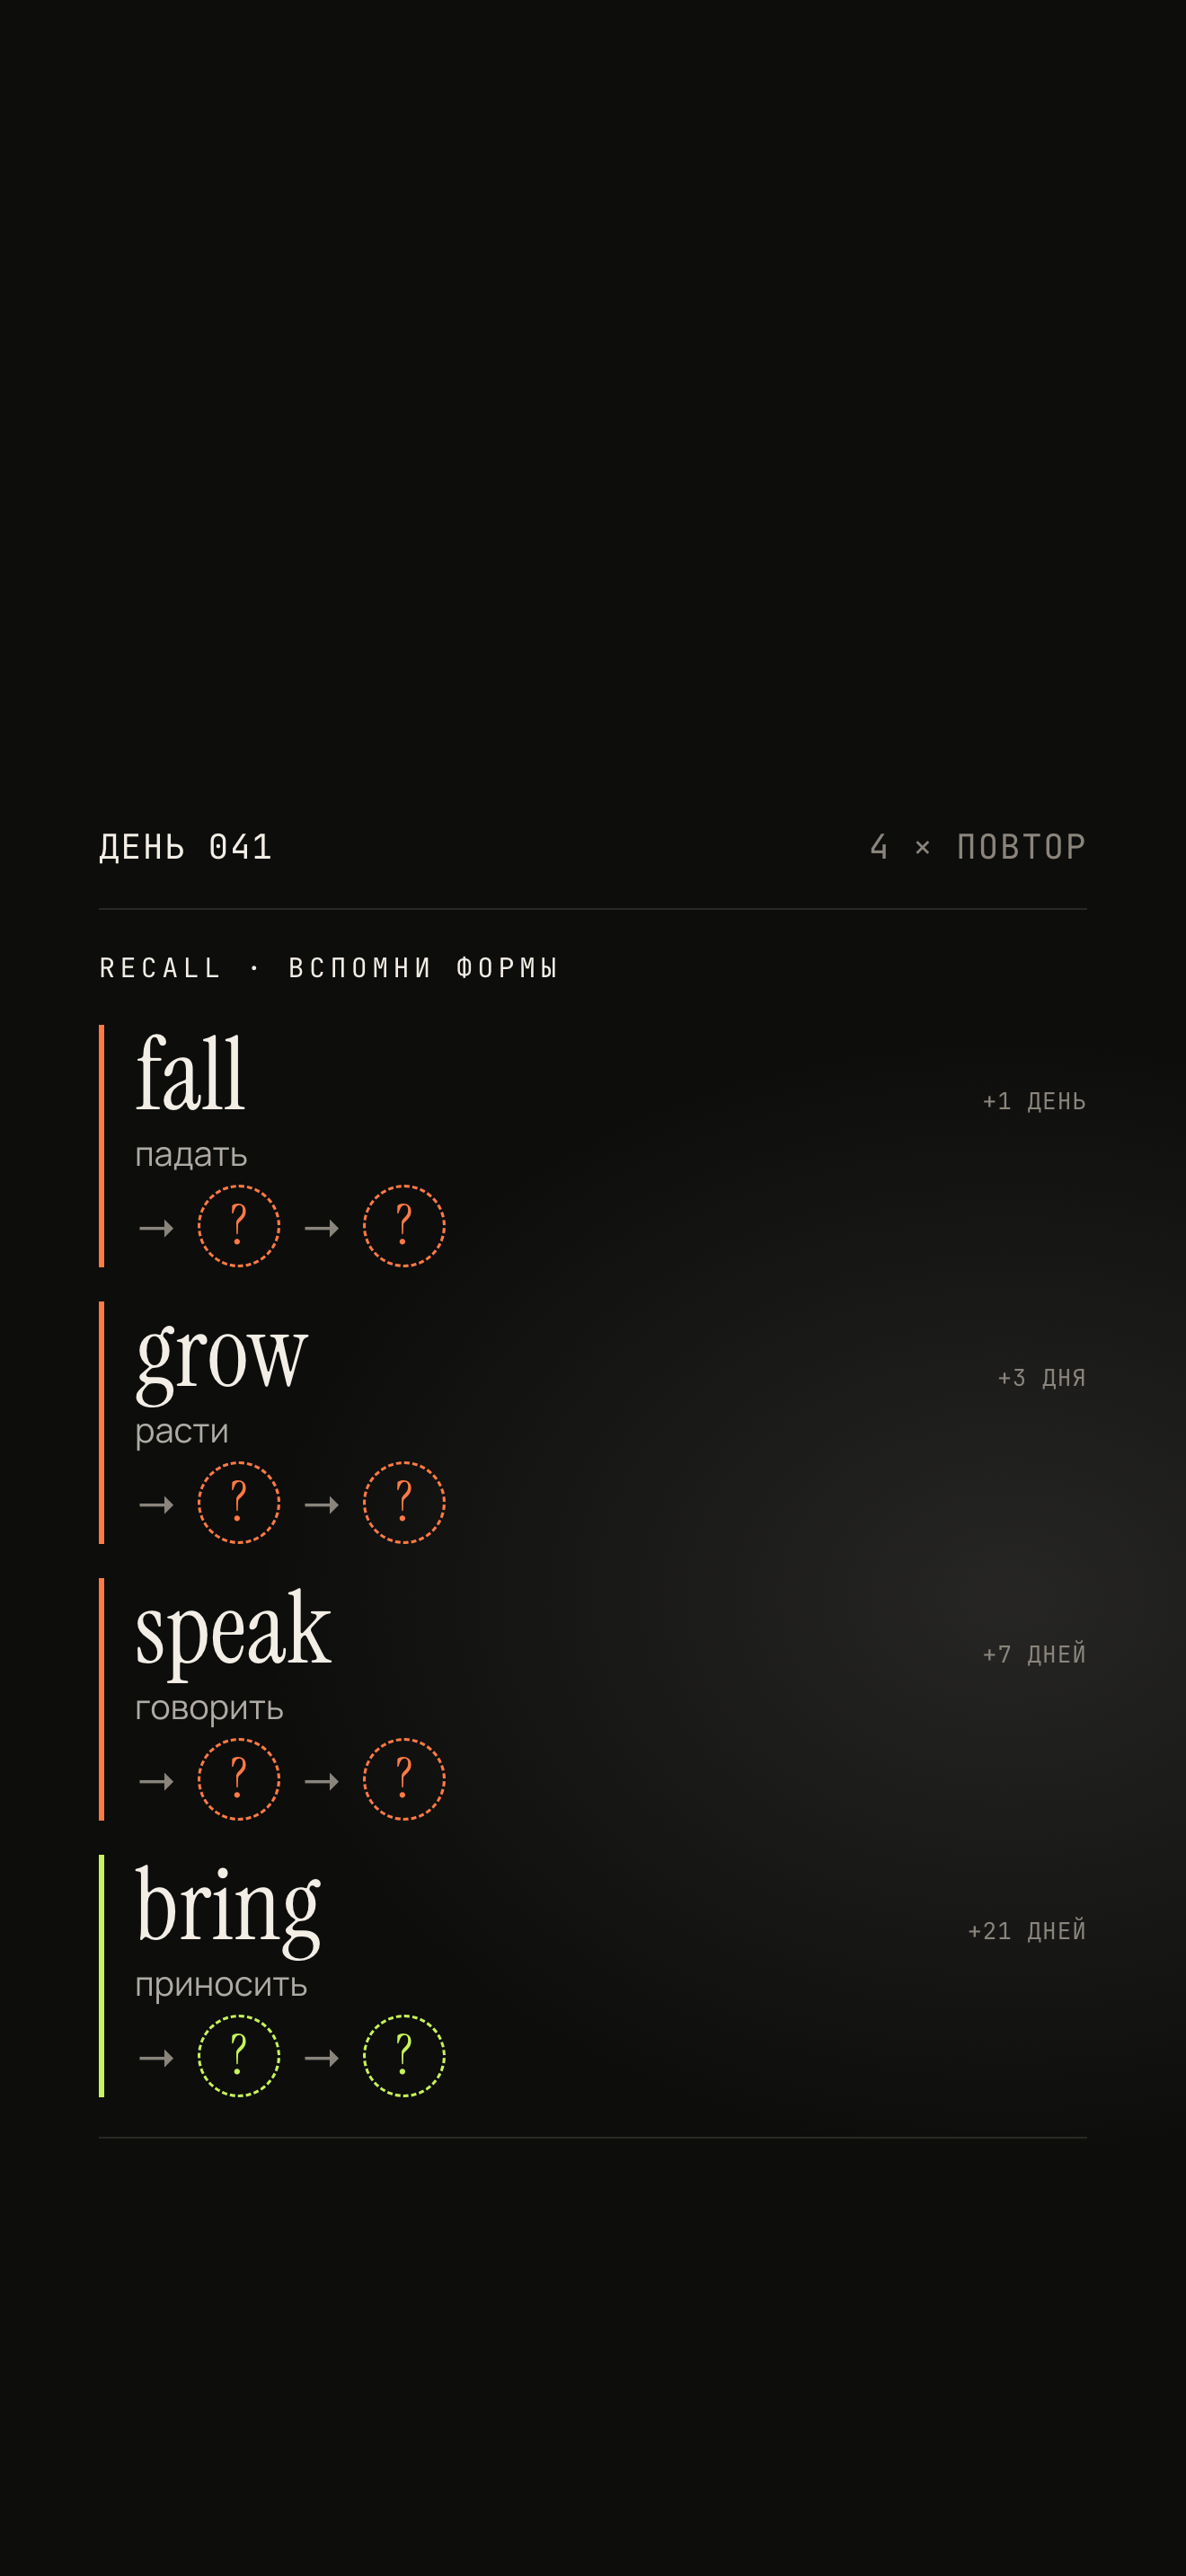 ДЕНЬ 041
4 × ПОВТОР
RECALL · ВСПОМНИ ФОРМЫ
fall
+1 ДЕНЬ
падать
→ ? → ?
grow
+3 ДНЯ
расти
→ ? → ?
speak
+7 ДНЕЙ
говорить
→ ? → ?
bring
+21 ДНЕЙ
приносить
→ ? → ?